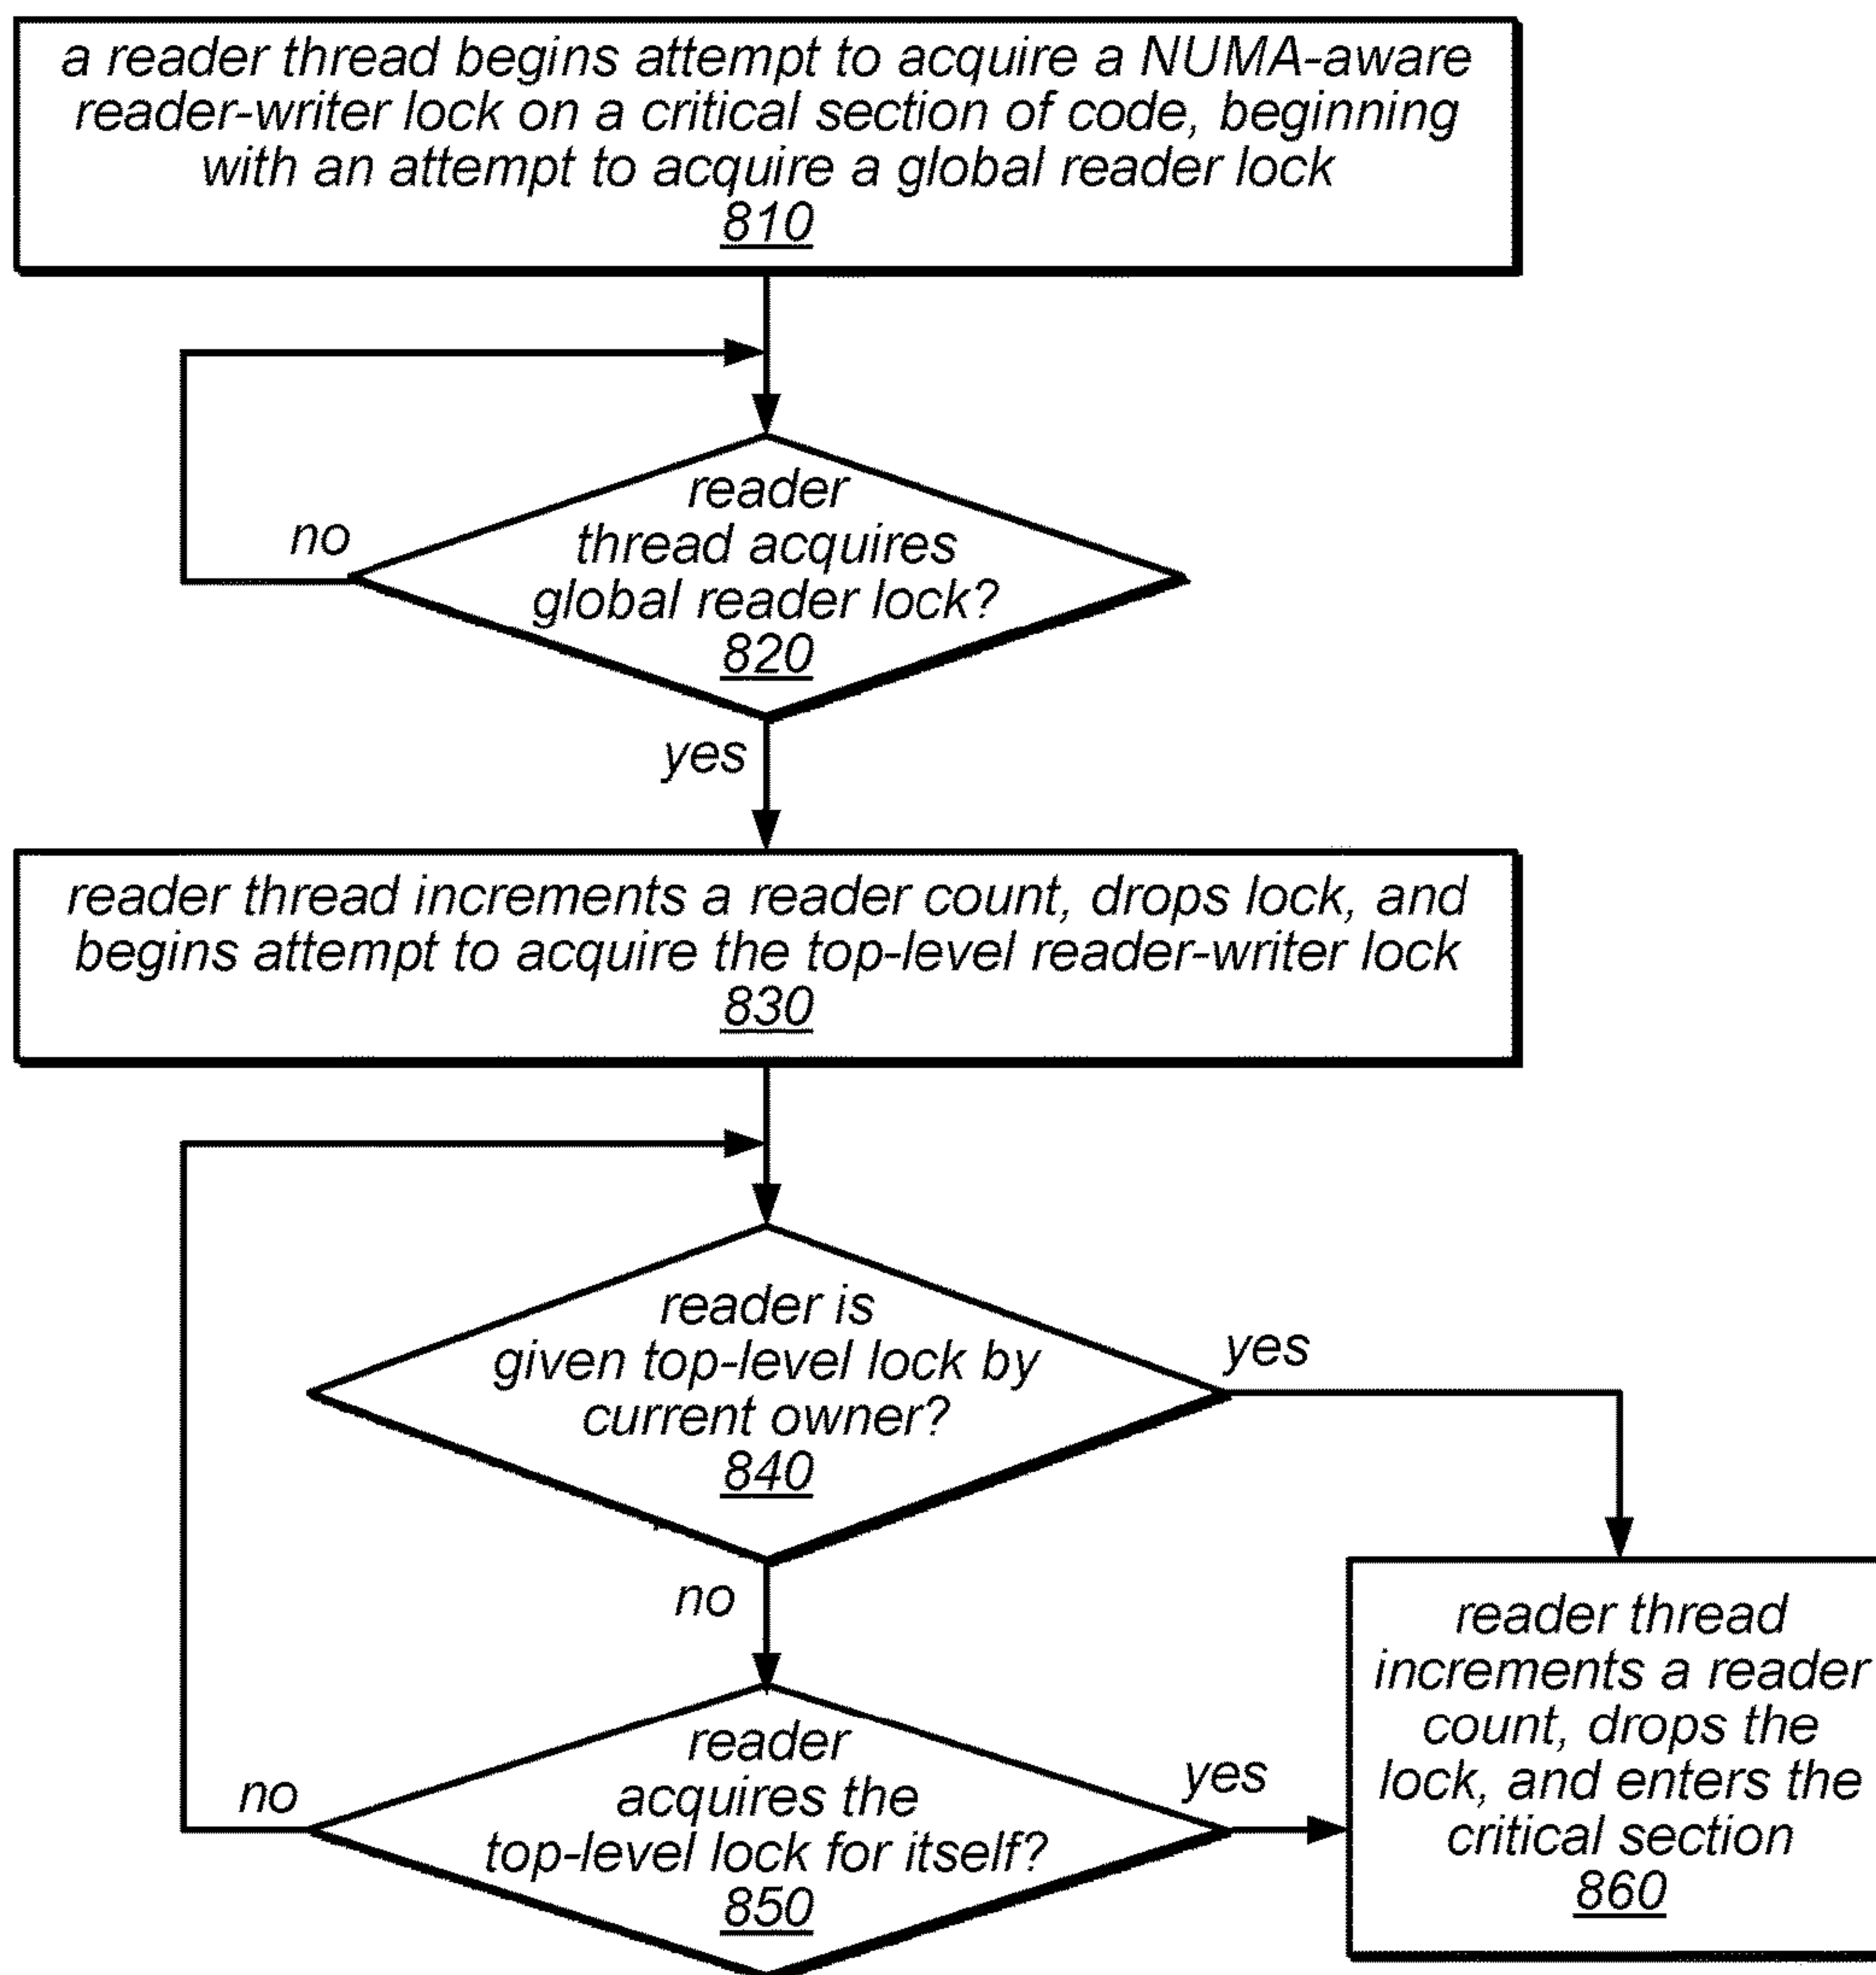 a reader thread begins attempt to acquire a NUMA-aware
reader-writer lock on a critical section of code, beginning
with an attempt to acquire a global reader lock
810
reader
thread acquires
global reader lock?
820
no
yes
reader thread increments a reader count, drops lock, and
begins attempt to acquire the top-level reader-writer lock
830
reader is
given top-level lock by
current owner?
840
yes
no
reader
acquires the
top-level lock for itself?
850
no
yes
reader thread
increments a reader
count, drops the
lock, and enters the
critical section
860